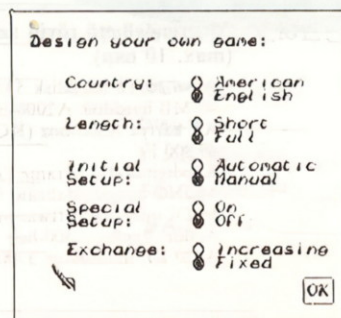 Design your own game:
Country: American
English
Length: Short
Full
Initial Automatic
Setup: Manual
Special On
Setup: Off
Exchange: Increasing
Fixed
OK